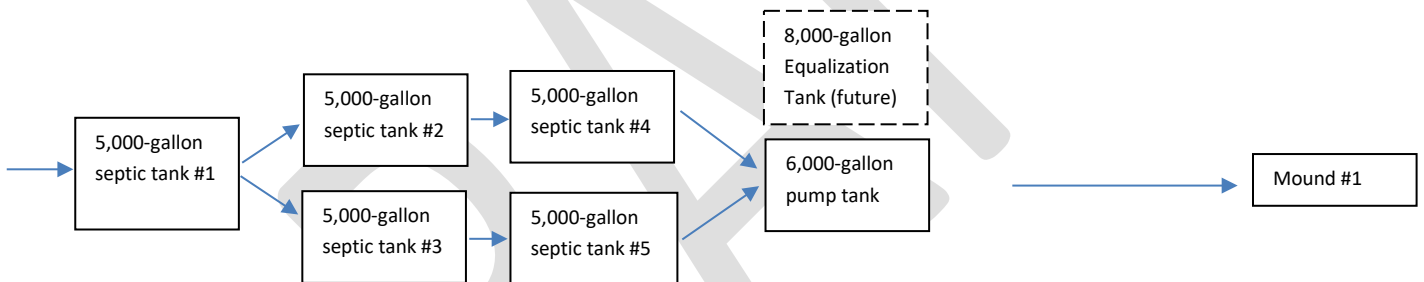 5,000-gallon
septic tank #1
5,000-gallon
septic tank #2
5,000-gallon
septic tank #3
5,000-gallon
septic tank #4
5,000-gallon
septic tank #5
8,000-gallon
Equalization
Tank (future)
6,000-gallon
pump tank
Mound #1